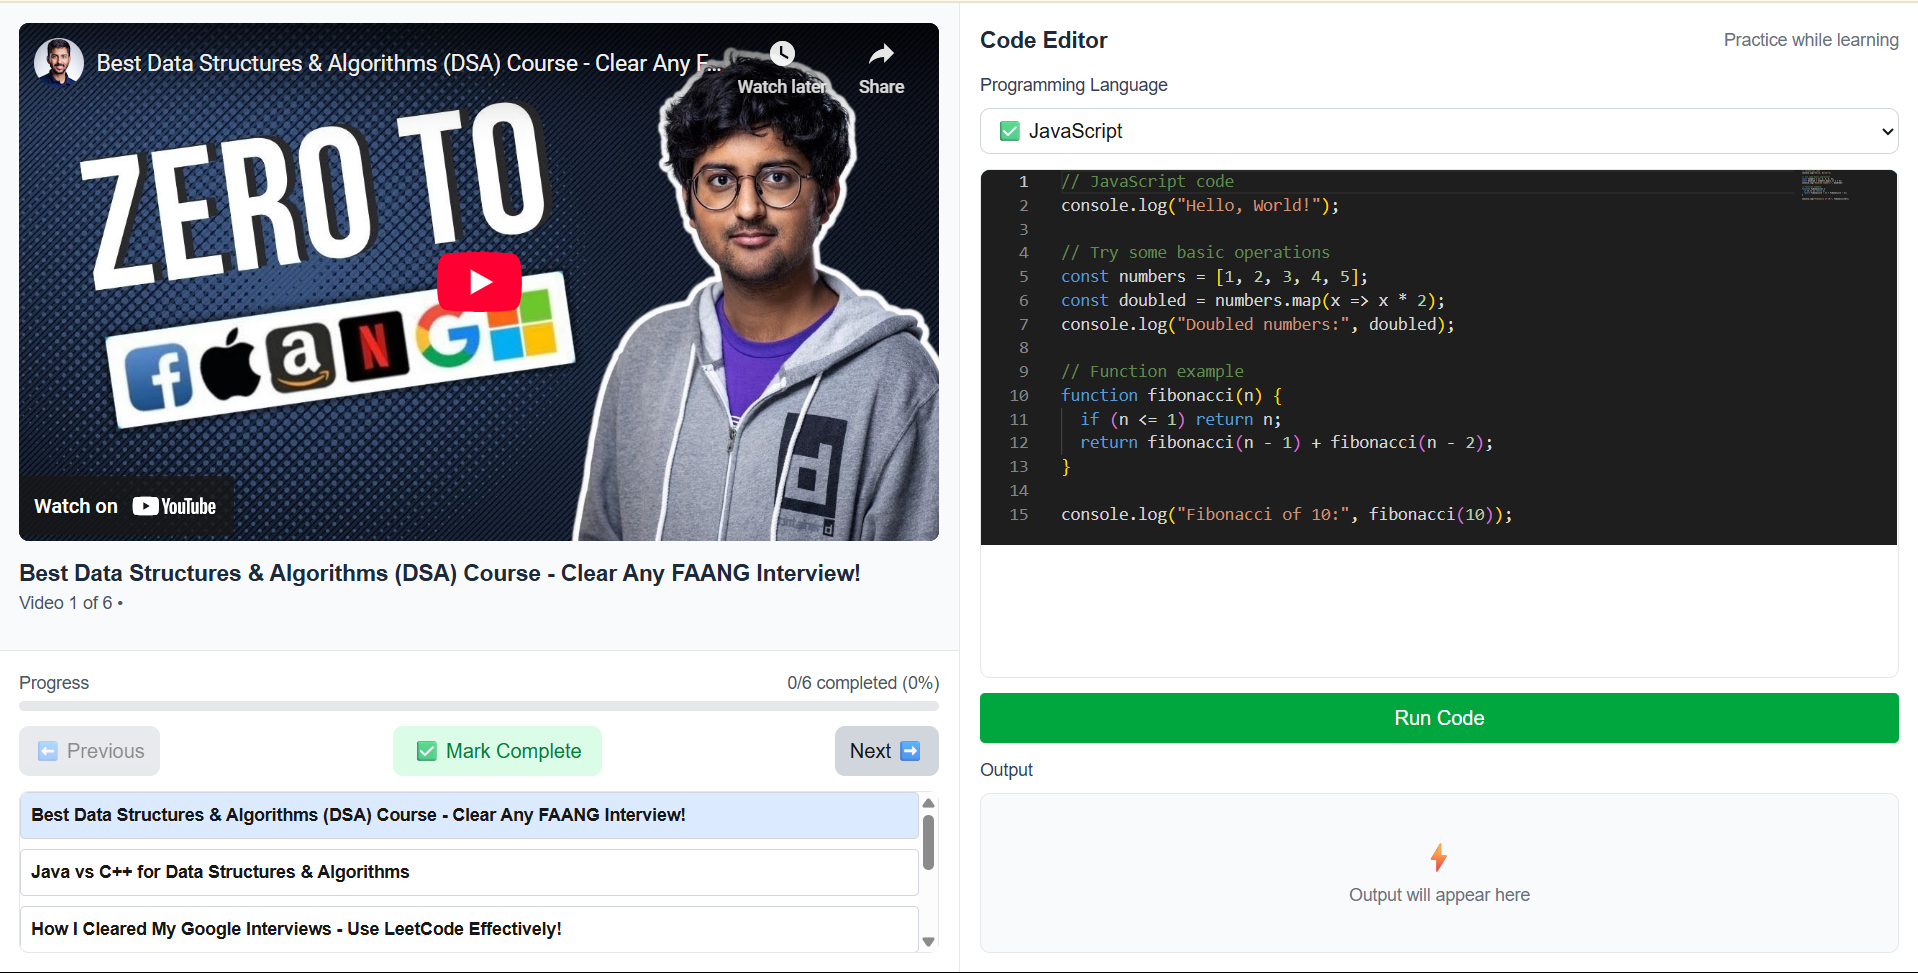 Best Data Structures & Algorithms (DSA) Course - Clear Any F...
Watch later
Share
ZERO TO
f
a
N
G
Watch on YouTube
Best Data Structures & Algorithms (DSA) Course - Clear Any FAANG Interview!
Video 1 of 6 •
Progress
0/6 completed (0%)
Previous
Mark Complete
Next
Best Data Structures & Algorithms (DSA) Course - Clear Any FAANG Interview!
Java vs C++ for Data Structures & Algorithms
How I Cleared My Google Interviews - Use LeetCode Effectively!
Code Editor
Practice while learning
Programming Language
JavaScript
1 // JavaScript code
2 console.log("Hello, World!");
3
4 // Try some basic operations
5 const numbers = [1, 2, 3, 4, 5];
6 const doubled = numbers.map(x => x * 2);
7 console.log("Doubled numbers:", doubled);
8
9 // Function example
10 function fibonacci(n) {
11 if (n <= 1) return n;
12 return fibonacci(n - 1) + fibonacci(n - 2);
13 }
14
15 console.log("Fibonacci of 10:", fibonacci(10));
Run Code
Output
Output will appear here